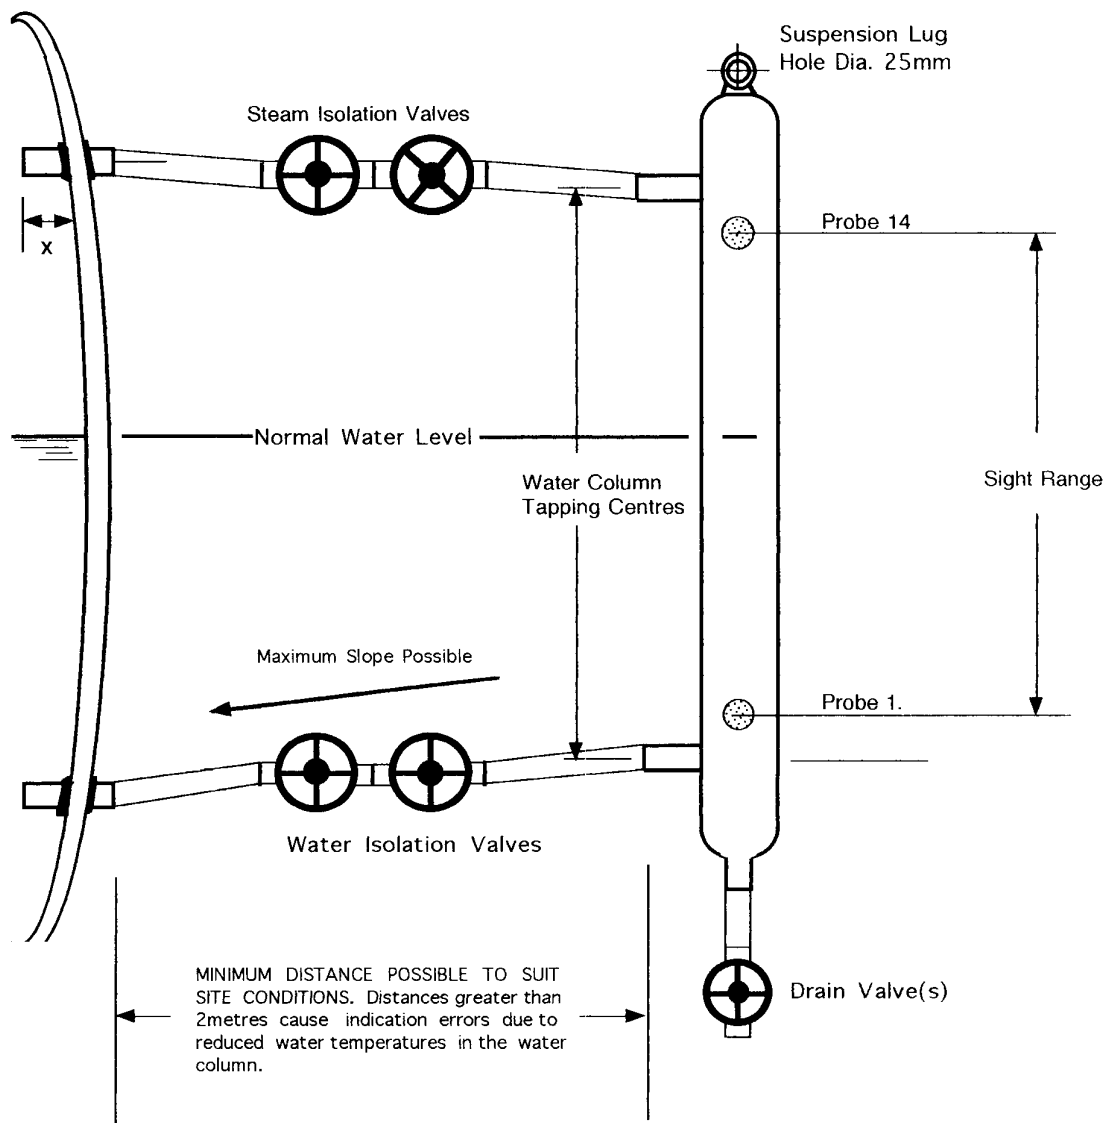 Suspension Lug
Hole Dia. 25mm
Steam Isolation Valves
Probe 14
x
Normal Water Level
Water Column
Tapping Centres
Sight Range
Maximum Slope Possible
Probe 1.
Water Isolation Valves
MINIMUM DISTANCE POSSIBLE TO SUIT
SITE CONDITIONS. Distances greater than
2metres cause indication errors due to
reduced water temperatures in the water
column.
Drain Valve(s)